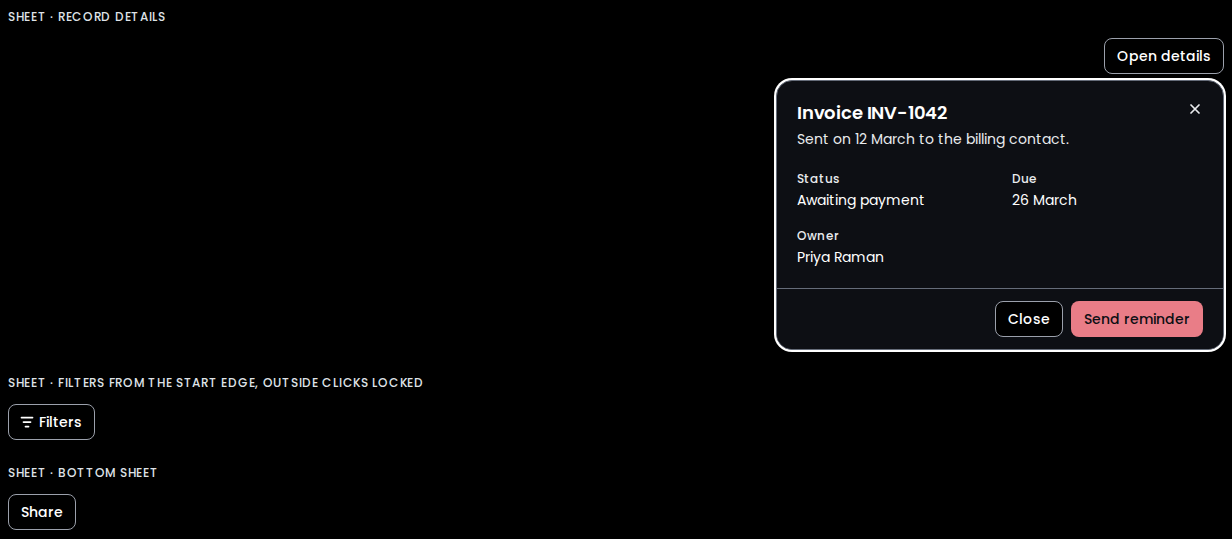 SHEET · RECORD DETAILS
Open details
Invoice INV-1042
Sent on 12 March to the billing contact.
Status
Due
Awaiting payment
26 March
Owner
Priya Raman
Close
Send reminder
SHEET · FILTERS FROM THE START EDGE, OUTSIDE CLICKS LOCKED
Filters
SHEET · BOTTOM SHEET
Share